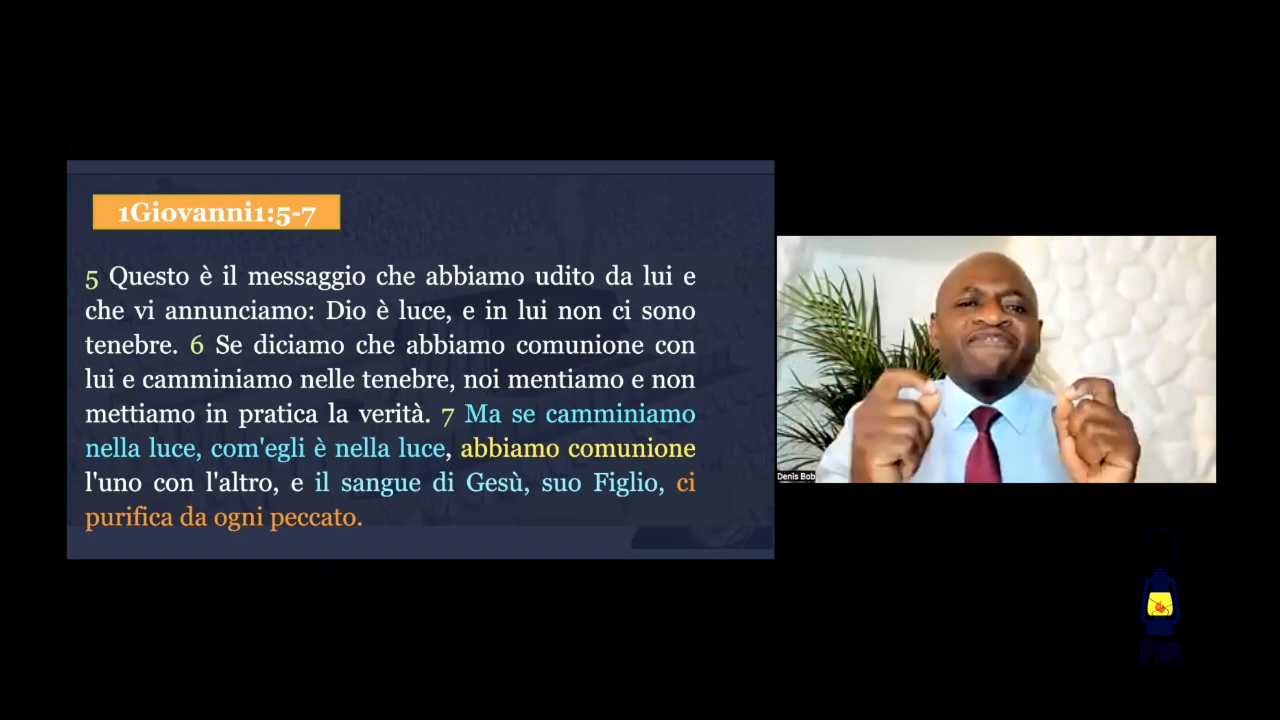 1Giovanni1:5-7
5 Questo è il messaggio che abbiamo udito da lui e
che vi annunciamo: Dio è luce, e in lui non ci sono
tenebre. 6 Se diciamo che abbiamo comunione con
lui e camminiamo nelle tenebre, noi mentiamo e non
mettiamo in pratica la verità. 7 Ma se camminiamo
nella luce, com'egli è nella luce, abbiamo comunione
l'uno con l'altro, e il sangue di Gesù, suo Figlio, ci
purifica da ogni peccato.
Denis Bob
DI LUCE